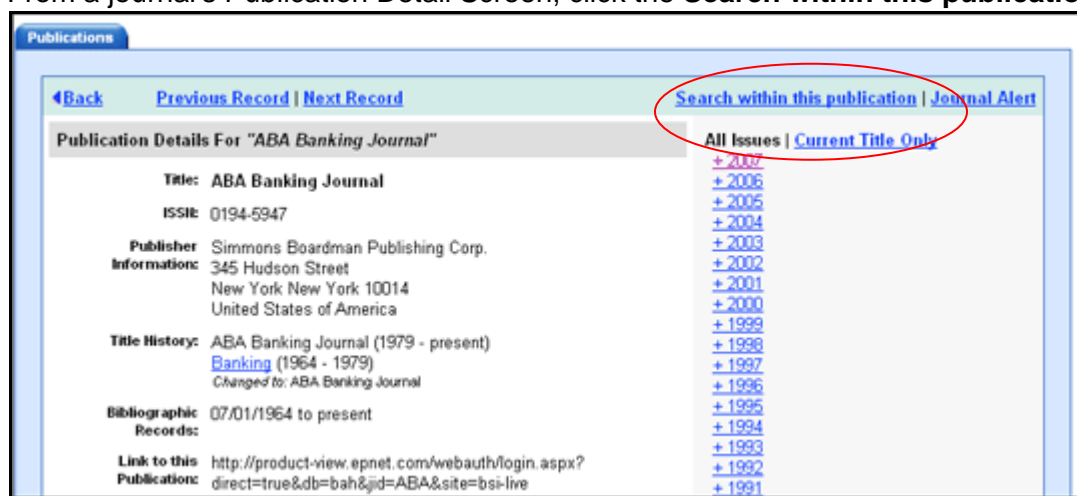 From a journal's Publication Detail Screen, click the Search within this publicatio
Publications
Back Previous Record | Next Record Search within this publication | Journal Alert
Publication Details For "ABA Banking Journal"
Title: ABA Banking Journal
ISSN: 0194-5947
Publisher Information: Simmons Boardman Publishing Corp.
345 Hudson Street
New York New York 10014
United States of America
Title History: ABA Banking Journal (1979 - present)
Banking (1964 - 1979)
Changed to: ABA Banking Journal
Bibliographic Records: 07/01/1964 to present
Link to this Publication: http://product-view.epnet.com/webauth/login.aspx?
direct=true&db=bah&jid=ABA&site=bsi-live
All Issues | Current Title Only
+ 2007
+ 2006
+ 2005
+ 2004
+ 2003
+ 2002
+ 2001
+ 2000
+ 1999
+ 1998
+ 1997
+ 1996
+ 1995
+ 1994
+ 1993
+ 1992
+ 1991